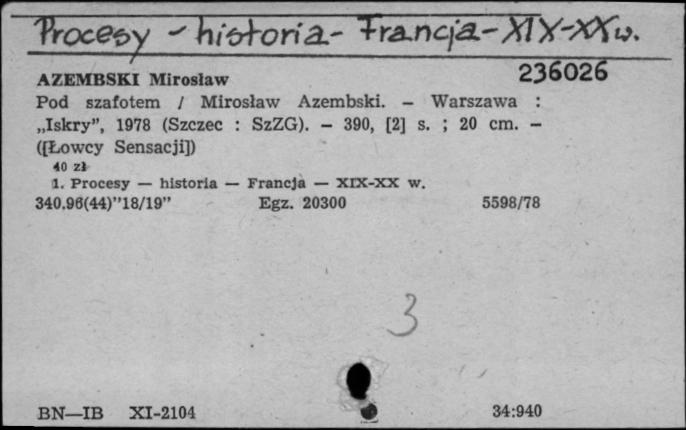 Procesy - historia - Francja - XIX-XX w.
236026
AZEMBSKI Mirosław
Pod szafotem / Mirosław Azembski. — Warszawa :
„Iskry”, 1978 (Szczec : SzZG). — 390, [2] s. ; 20 cm. —
([Łowcy Sensacji])
40 zł
1. Procesy — historia — Francja — XIX-XX w.
340.96(44)”18/19” Egz. 20300 5598/78
3
BN—IB XI-2104 34:940